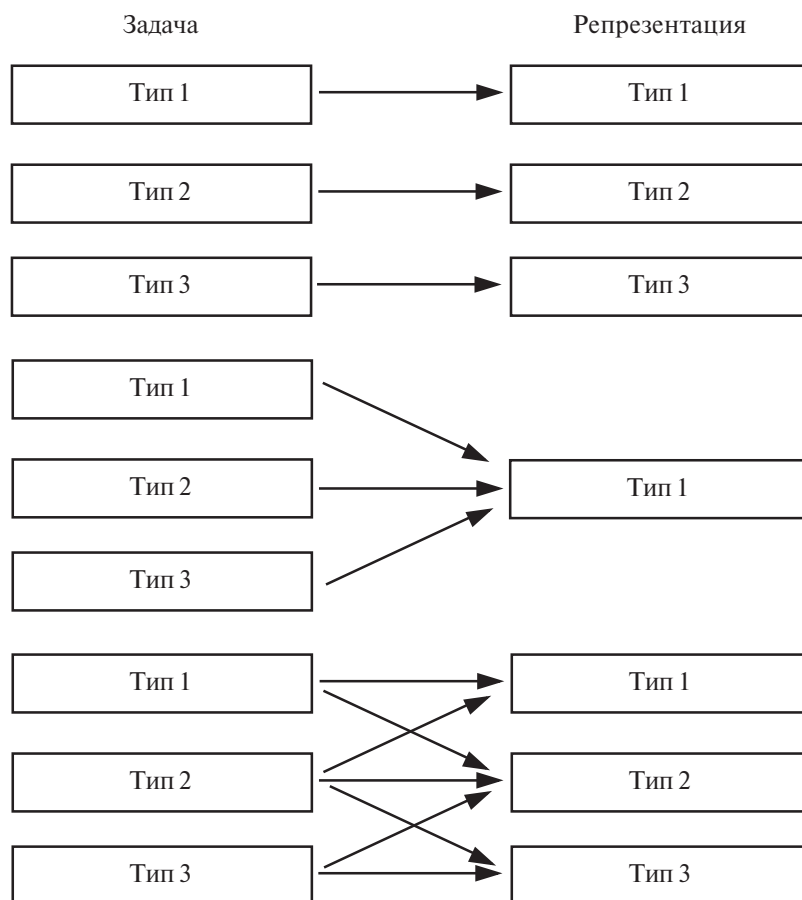 Задача Репрезентация
Тип 1 Тип 1
Тип 2 Тип 2
Тип 3 Тип 3
Тип 1
Тип 2 Тип 1
Тип 3
Тип 1 Тип 1
Тип 2 Тип 2
Тип 3 Тип 3